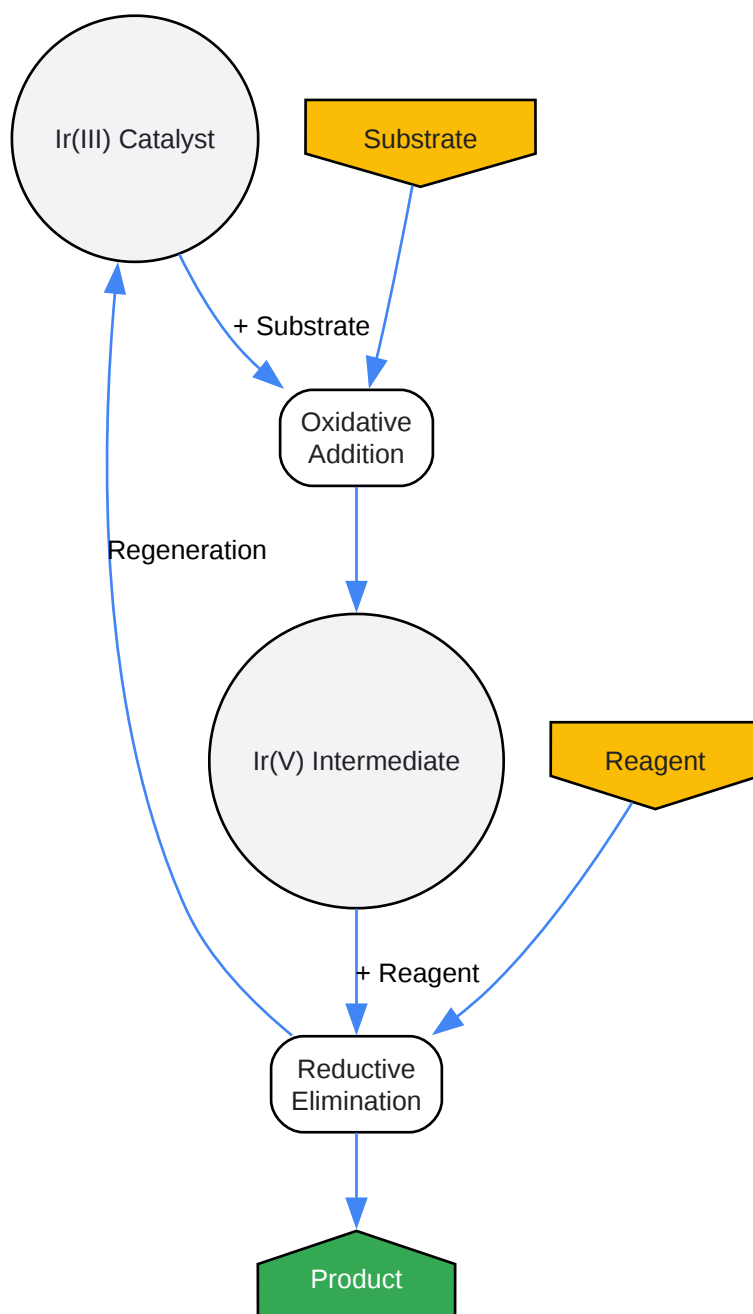 Ir(III) Catalyst
Substrate
+ Substrate
Oxidative
Addition
Regeneration
Ir(V) Intermediate
Reagent
+ Reagent
Reductive
Elimination
Product